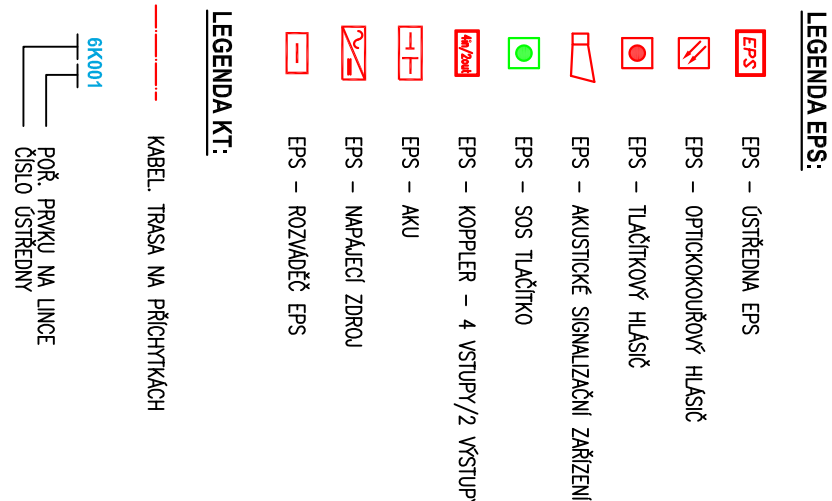 LEGENDA EPS:
EPS EPS - ÚSTŘEDNA EPS
EPS - OPTICKOKOUŘOVÝ HLÁSIČ
EPS - TLAČÍTKOVÝ HLÁSIČ
EPS - AKUSTICKÉ SIGNALIZAČNÍ ZAŘÍZENÍ
EPS - SOS TLAČÍTKO
4in/2out EPS - KOPPLER - 4 VSTUPY/2 VÝSTUPY
EPS - AKU
EPS - NAPÁJECÍ ZDROJ
EPS - ROZVÁDĚČ EPS
LEGENDA KT:
KABEL. TRASA NA PŘÍCHYTKÁCH
6K001
POŘ. PRVKU NA LINCE
ČÍSLO ÚSTŘEDNY